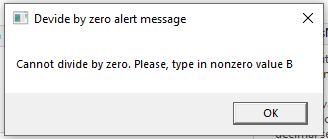 Devide by zero alert message
Cannot divide by zero. Please, type in nonzero value B
OK